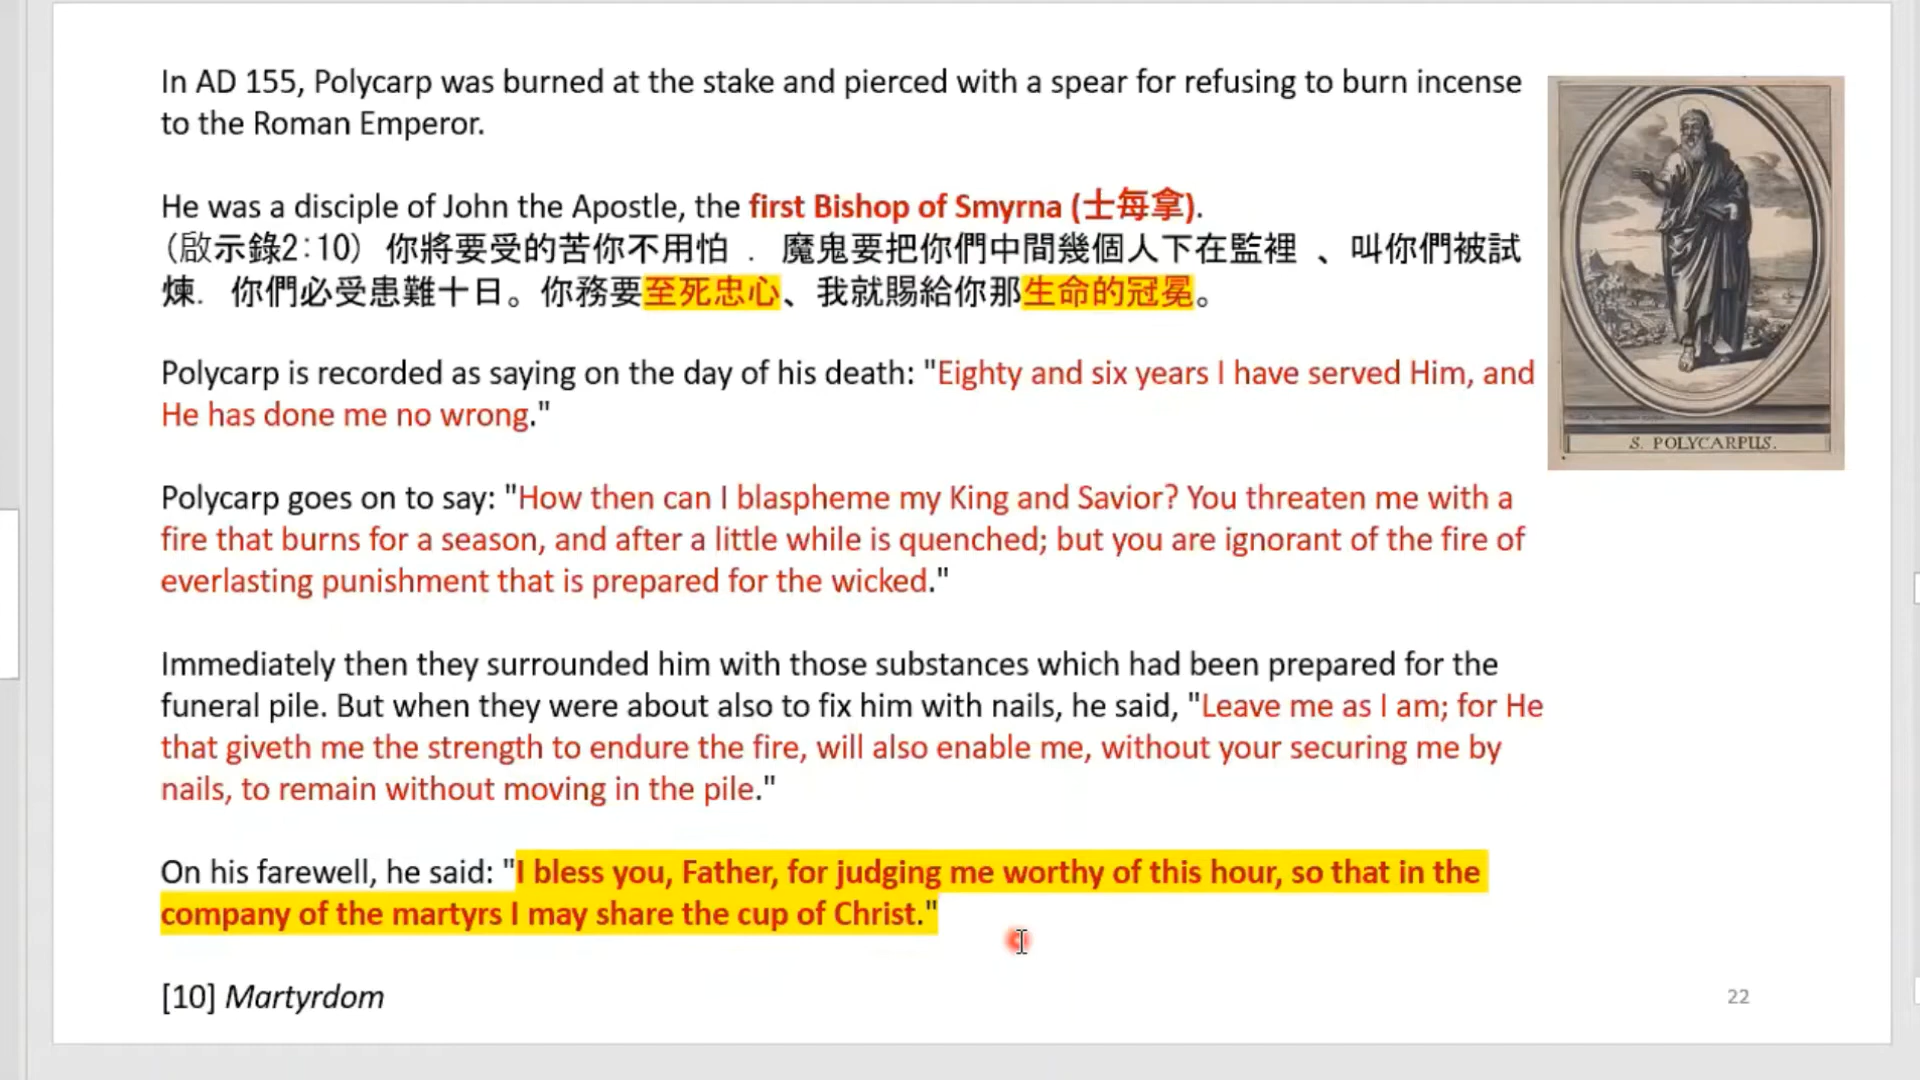 In AD 155, Polycarp was burned at the stake and pierced with a spear for refusing to burn incense
to the Roman Emperor.
He was a disciple of John the Apostle, the first Bishop of Smyrna (士每拿).
(啟示錄2:10) 你將要受的苦你不用怕 . 魔鬼要把你們中間幾個人下在監裡 、叫你們被試
煉. 你們必受患難十日。你務要至死忠心、我就賜給你那生命的冠冕。
Polycarp is recorded as saying on the day of his death: "Eighty and six years I have served Him, and
He has done me no wrong."
Polycarp goes on to say: "How then can I blaspheme my King and Savior? You threaten me with a
fire that burns for a season, and after a little while is quenched; but you are ignorant of the fire of
everlasting punishment that is prepared for the wicked."
Immediately then they surrounded him with those substances which had been prepared for the
funeral pile. But when they were about also to fix him with nails, he said, "Leave me as I am; for He
that giveth me the strength to endure the fire, will also enable me, without your securing me by
nails, to remain without moving in the pile."
On his farewell, he said: "I bless you, Father, for judging me worthy of this hour, so that in the
company of the martyrs I may share the cup of Christ."
[10] Martyrdom
22
S. POLYCARPUS.